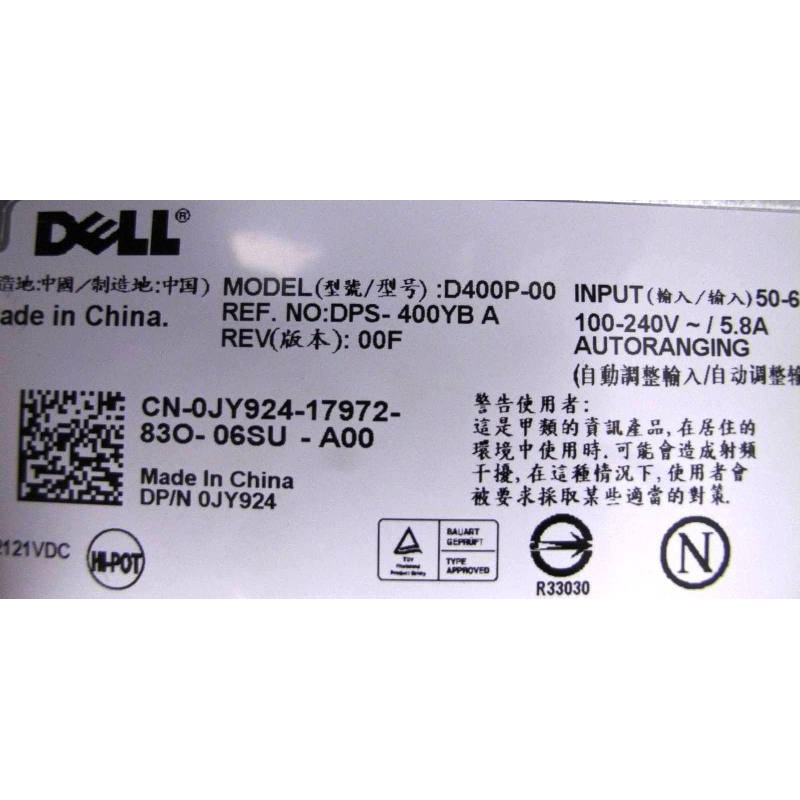 DELL®
造地:中國/制造地:中国)
ade in China.
MODEL(型號/型号) :D400P-00
REF. NO:DPS- 400YB A
REV(版本): 00F
INPUT(輸入/输入)50-6
100-240V ~ / 5.8A
AUTORANGING
(自動調整輸入/自动调整输
CN-0JY924-17972-
83O- 06SU - A00
Made In China
DP/N 0JY924
警告使用者:
這是甲類的資訊產品,在居住的
環境中使用時,可能會造成射頻
干擾,在這種情況下,使用者會
被要求採取某些適當的對策.
2121VDC
HI-POT
TÜV
Rheinland
Product Safety
BAUART
GEPRÜFT
TYPE
APPROVED
R33030
N